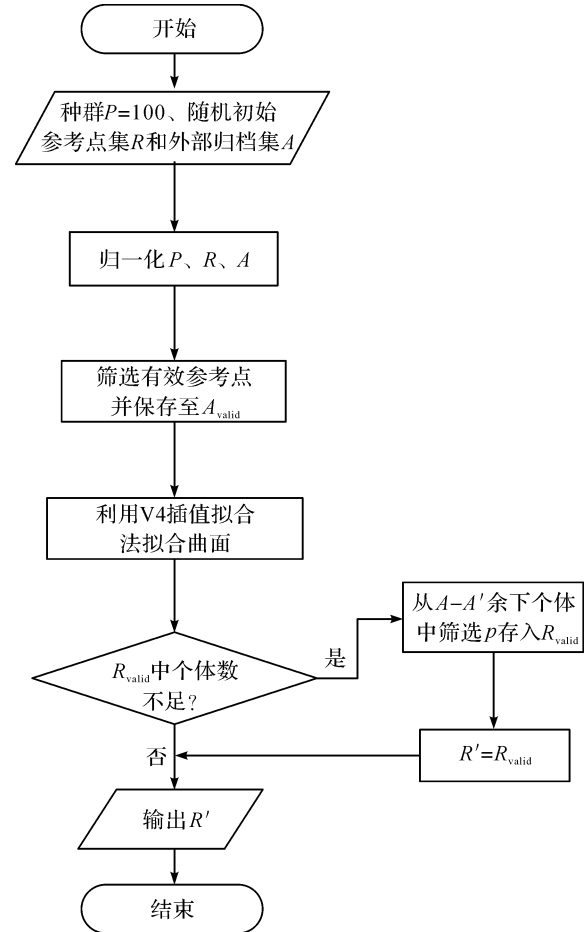 开始
种群P=100、随机初始
参考点集R和外部归档集A
归一化P、R、A
筛选有效参考点
并保存至A_valid
利用V4插值拟合
法拟合曲面
R_valid中个体数
不足?
是
从A-A'余下个体
中筛选p存入R_valid
R'=R_valid
否
输出R'
结束